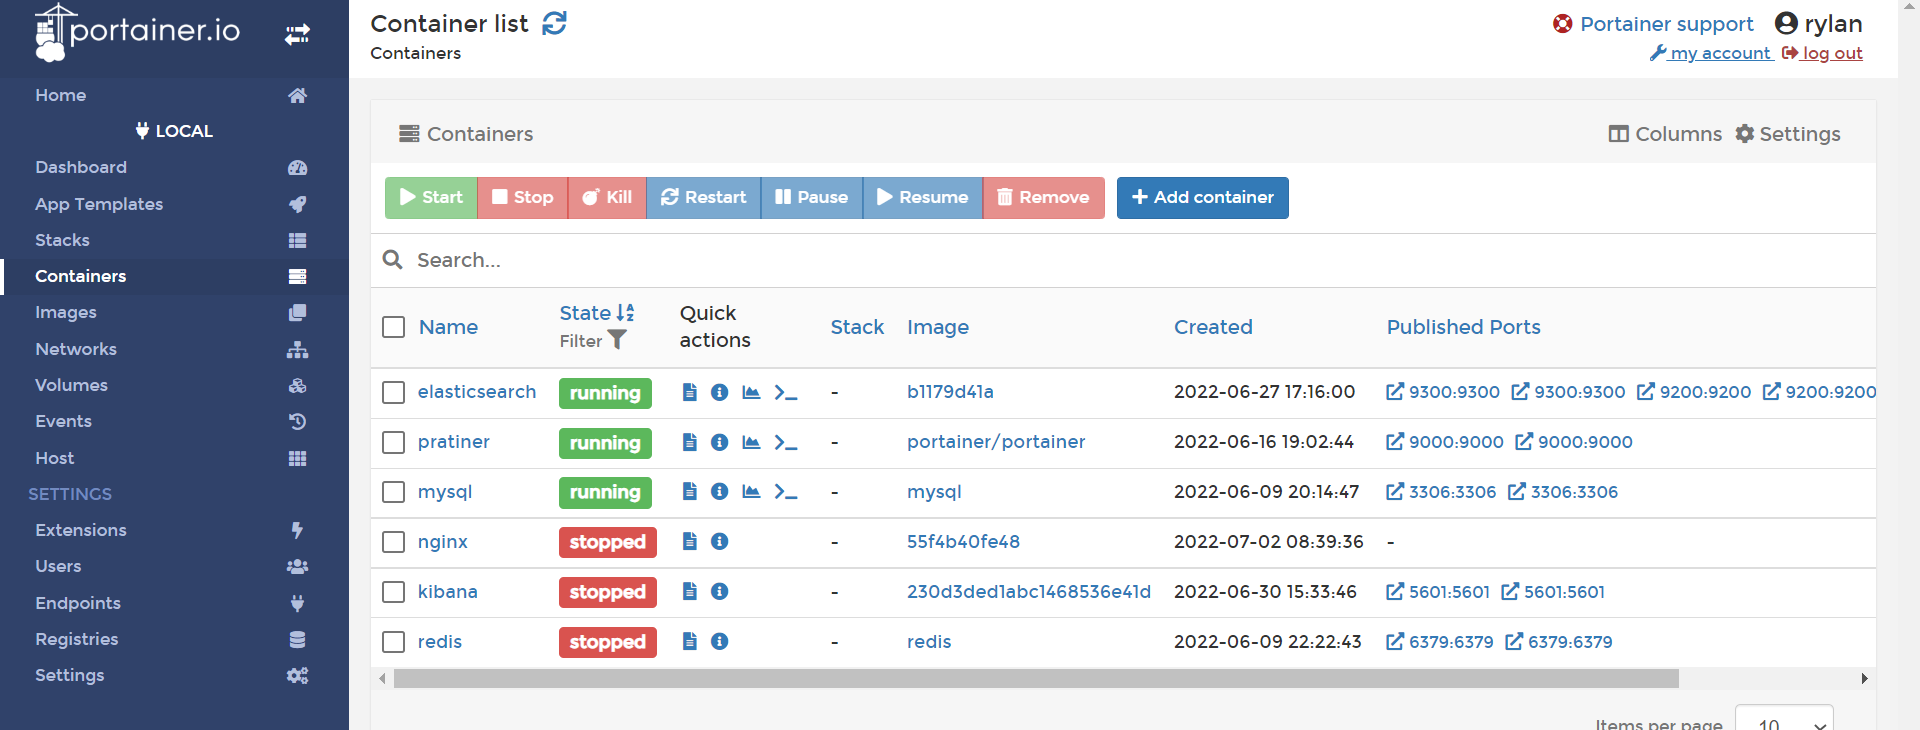 portainer.io
Home
LOCAL
Dashboard
App Templates
Stacks
Containers
Images
Networks
Volumes
Events
Host
SETTINGS
Extensions
Users
Endpoints
Registries
Settings
Container list
Containers
Portainer support rylan
my account log out
Containers
Columns Settings
Start Stop Kill Restart Pause Resume Remove Add container
Search...
Name State Filter Quick actions Stack Image Created Published Ports
elasticsearch running - b1179d41a 2022-06-27 17:16:00 9300:9300 9300:9300 9200:9200 9200:9200
pratiner running - portainer/portainer 2022-06-16 19:02:44 9000:9000 9000:9000
mysql running - mysql 2022-06-09 20:14:47 3306:3306 3306:3306
nginx stopped - 55f4b40fe48 2022-07-02 08:39:36 -
kibana stopped - 230d3ded1abc1468536e41d 2022-06-30 15:33:46 5601:5601 5601:5601
redis stopped - redis 2022-06-09 22:22:43 6379:6379 6379:6379
Items per page 10